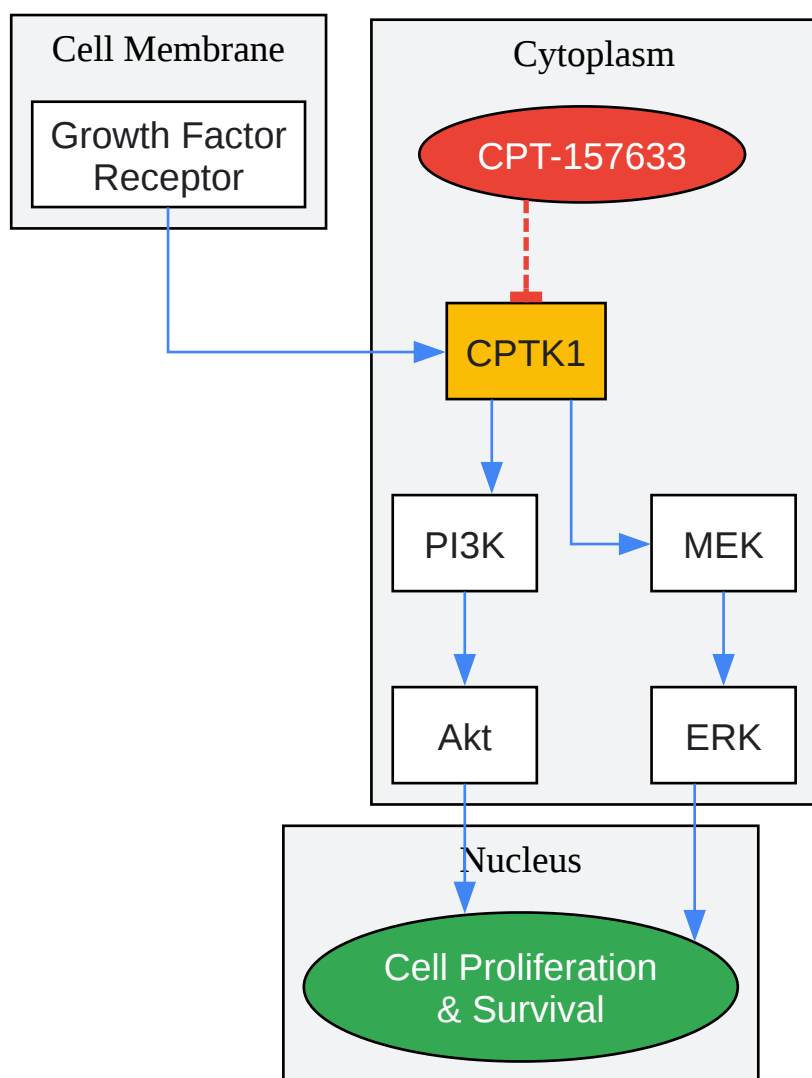 Cell Membrane
Growth Factor
Receptor
Cytoplasm
CPT-157633
CPTK1
PI3K
MEK
Akt
ERK
Nucleus
Cell Proliferation
& Survival